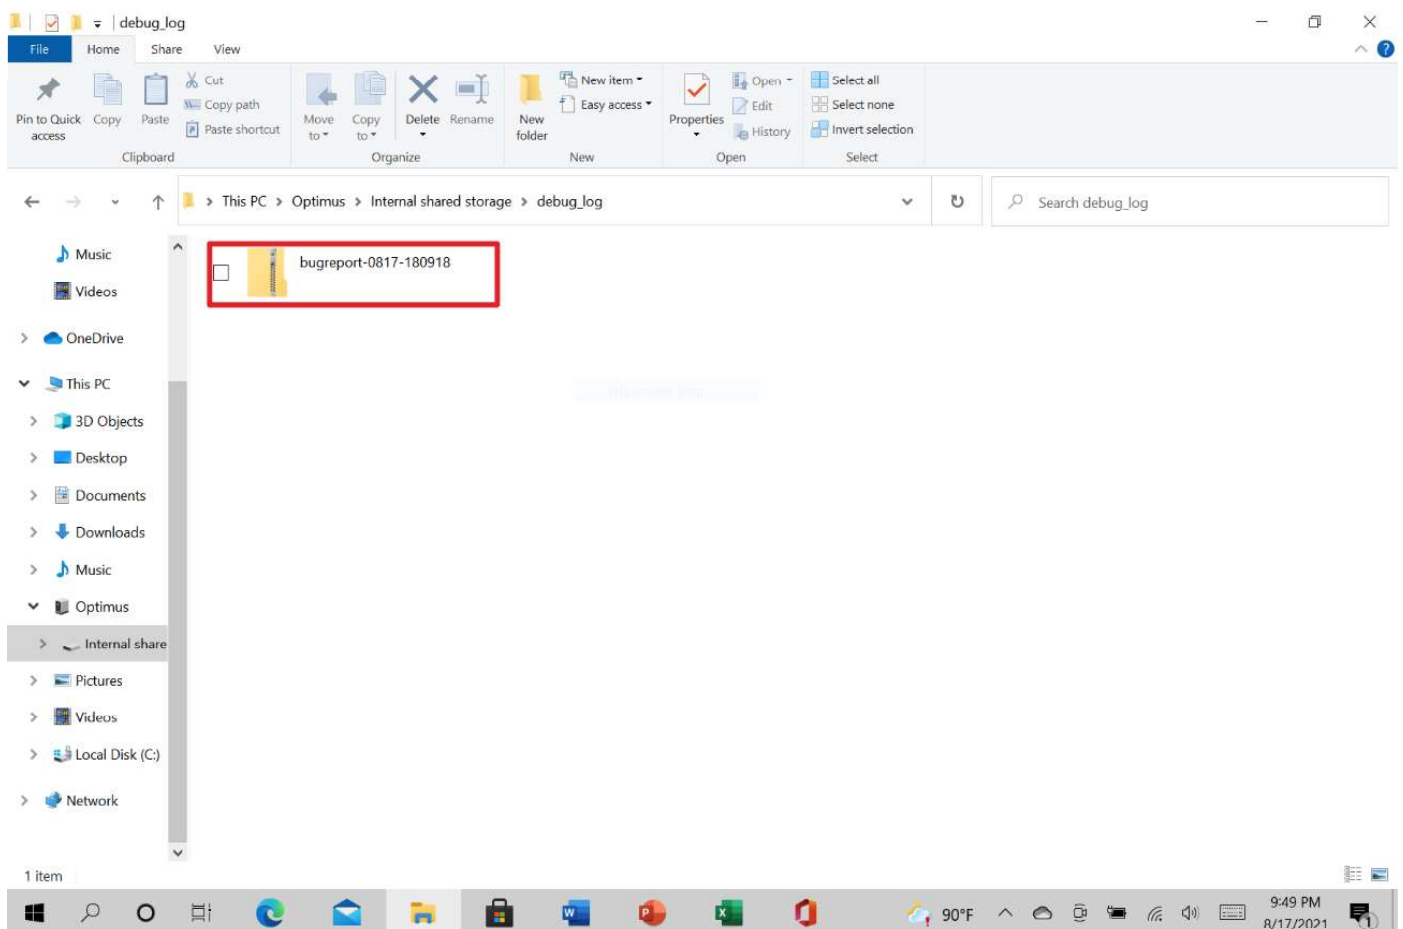 debug_log
File Home Share View
Pin to Quick access
Copy
Paste
Cut
Copy path
Paste shortcut
Clipboard
Move to
Copy to
Delete
Rename
Organize
New folder
New item
Easy access
New
Properties
Open
Edit
History
Open
Select all
Select none
Invert selection
Select
This PC > Optimus > Internal shared storage > debug_log
Search debug_log
Music
Videos
OneDrive
This PC
3D Objects
Desktop
Documents
Downloads
Music
Optimus
Internal share
Pictures
Videos
Local Disk (C:)
Network
bugreport-0817-180918
1 item
90°F
9:49 PM
8/17/2021
1